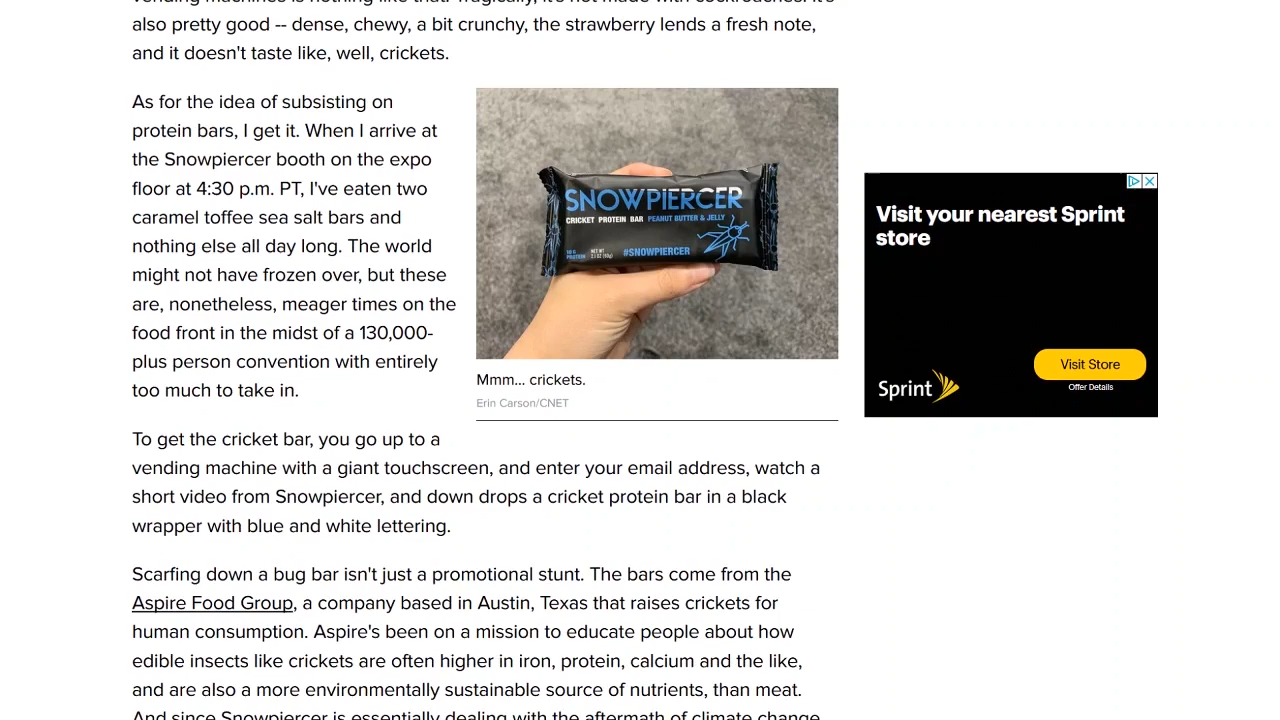 vending machines is nothing like that. Tragically, it's not made with cockroaches. It's
also pretty good -- dense, chewy, a bit crunchy, the strawberry lends a fresh note,
and it doesn't taste like, well, crickets.
As for the idea of subsisting on
protein bars, I get it. When I arrive at
the Snowpiercer booth on the expo
floor at 4:30 p.m. PT, I've eaten two
caramel toffee sea salt bars and
nothing else all day long. The world
might not have frozen over, but these
are, nonetheless, meager times on the
food front in the midst of a 130,000-
plus person convention with entirely
too much to take in.
SNOWPIERCER
CRICKET PROTEIN BAR PEANUT BUTTER & JELLY
PROTEIN
NET WT
#SNOWPIERCER
Mmm... crickets.
Erin Carson/CNET
To get the cricket bar, you go up to a
vending machine with a giant touchscreen, and enter your email address, watch a
short video from Snowpiercer, and down drops a cricket protein bar in a black
wrapper with blue and white lettering.
Scarfing down a bug bar isn't just a promotional stunt. The bars come from the
Aspire Food Group, a company based in Austin, Texas that raises crickets for
human consumption. Aspire's been on a mission to educate people about how
edible insects like crickets are often higher in iron, protein, calcium and the like,
and are also a more environmentally sustainable source of nutrients, than meat.
And since Snowpiercer is essentially dealing with the aftermath of climate change
Visit your nearest Sprint
store
Visit Store
Offer Details
Sprint